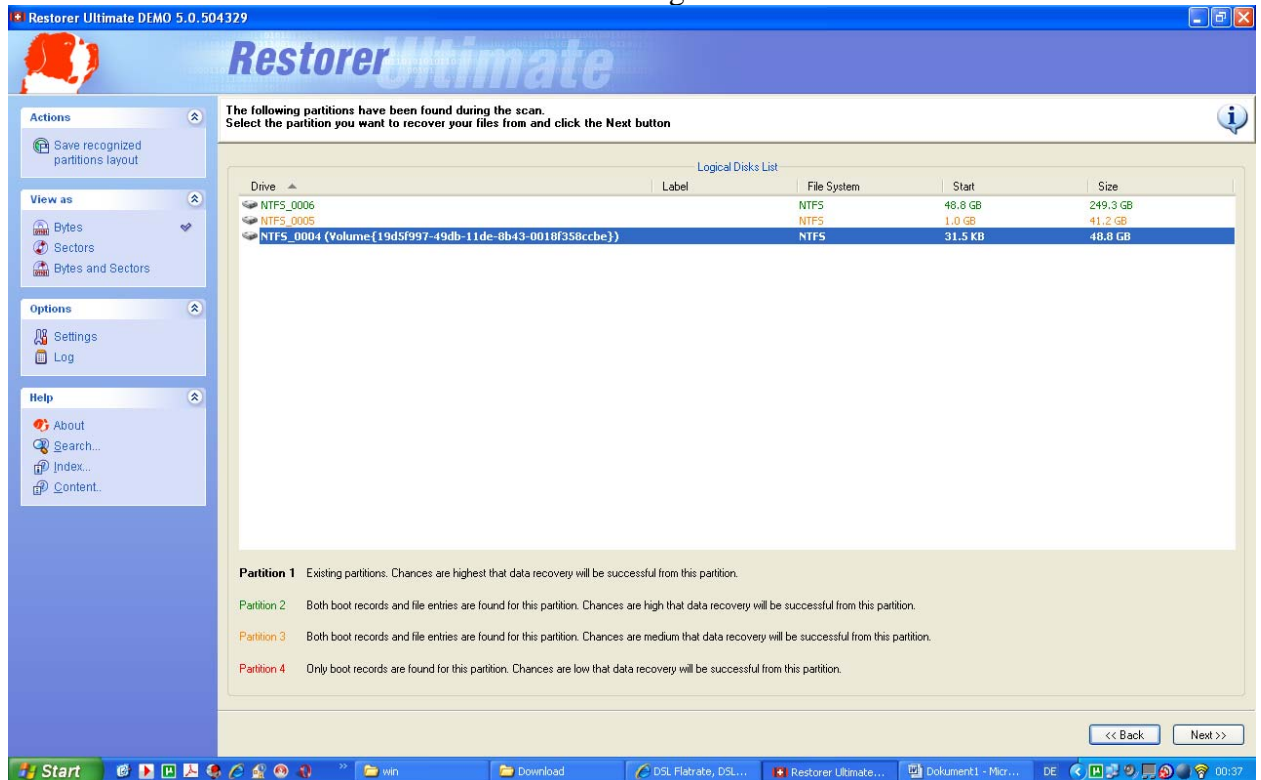 Restorer Ultimate DEMO 5.0.504329
Restorer Ultimate
The following partitions have been found during the scan.
Select the partition you want to recover your files from and click the Next button
Actions
Save recognized
partitions layout
View as
Bytes
Sectors
Bytes and Sectors
Options
Settings
Log
Help
About
Search...
Index...
Content..
Logical Disks List
Drive Label File System Start Size
NTFS_0006 NTFS 48.8 GB 249.3 GB
NTFS_0005 NTFS 1.0 GB 41.2 GB
NTFS_0004 (Volume{19d5f997-49db-11de-8b43-0018f358ccbe}) NTFS 31.5 KB 48.8 GB
Partition 1 Existing partitions. Chances are highest that data recovery will be successful from this partition.
Partition 2 Both boot records and file entries are found for this partition. Chances are high that data recovery will be successful from this partition.
Partition 3 Both boot records and file entries are found for this partition. Chances are medium that data recovery will be successful from this partition.
Partition 4 Only boot records are found for this partition. Chances are low that data recovery will be successful from this partition.
<< Back Next >>
Start win Download DSL Flatrate, DSL... Restorer Ultimate... Dokument1 - Micr... DE 00:37